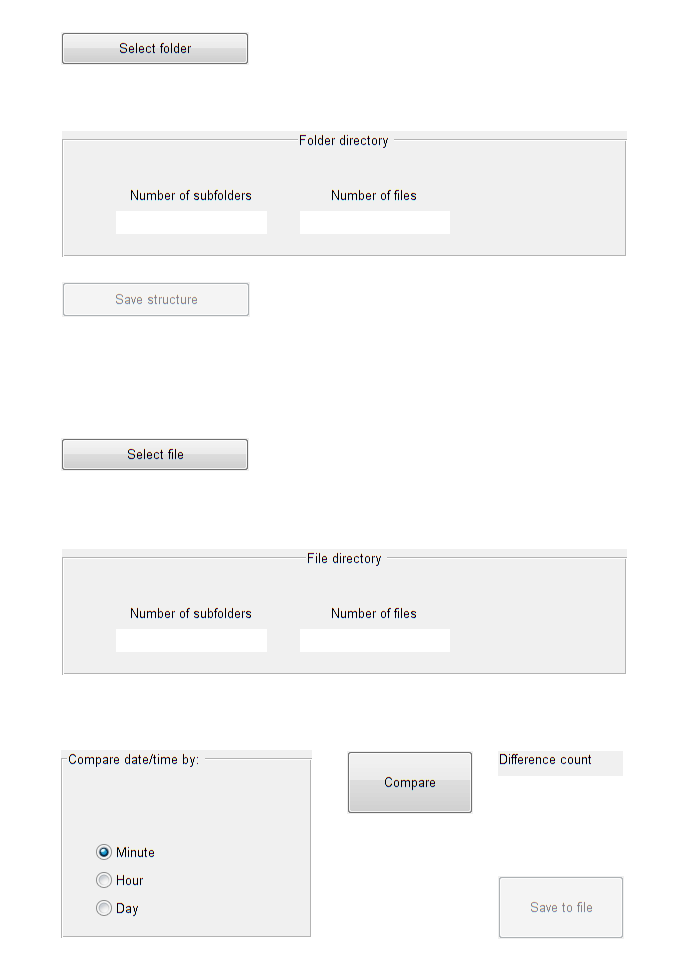 Select folder
Folder directory
Number of subfolders Number of files
Save structure
Select file
File directory
Number of subfolders Number of files
Compare date/time by:
Compare
Difference count
Minute
Hour
Day
Save to file